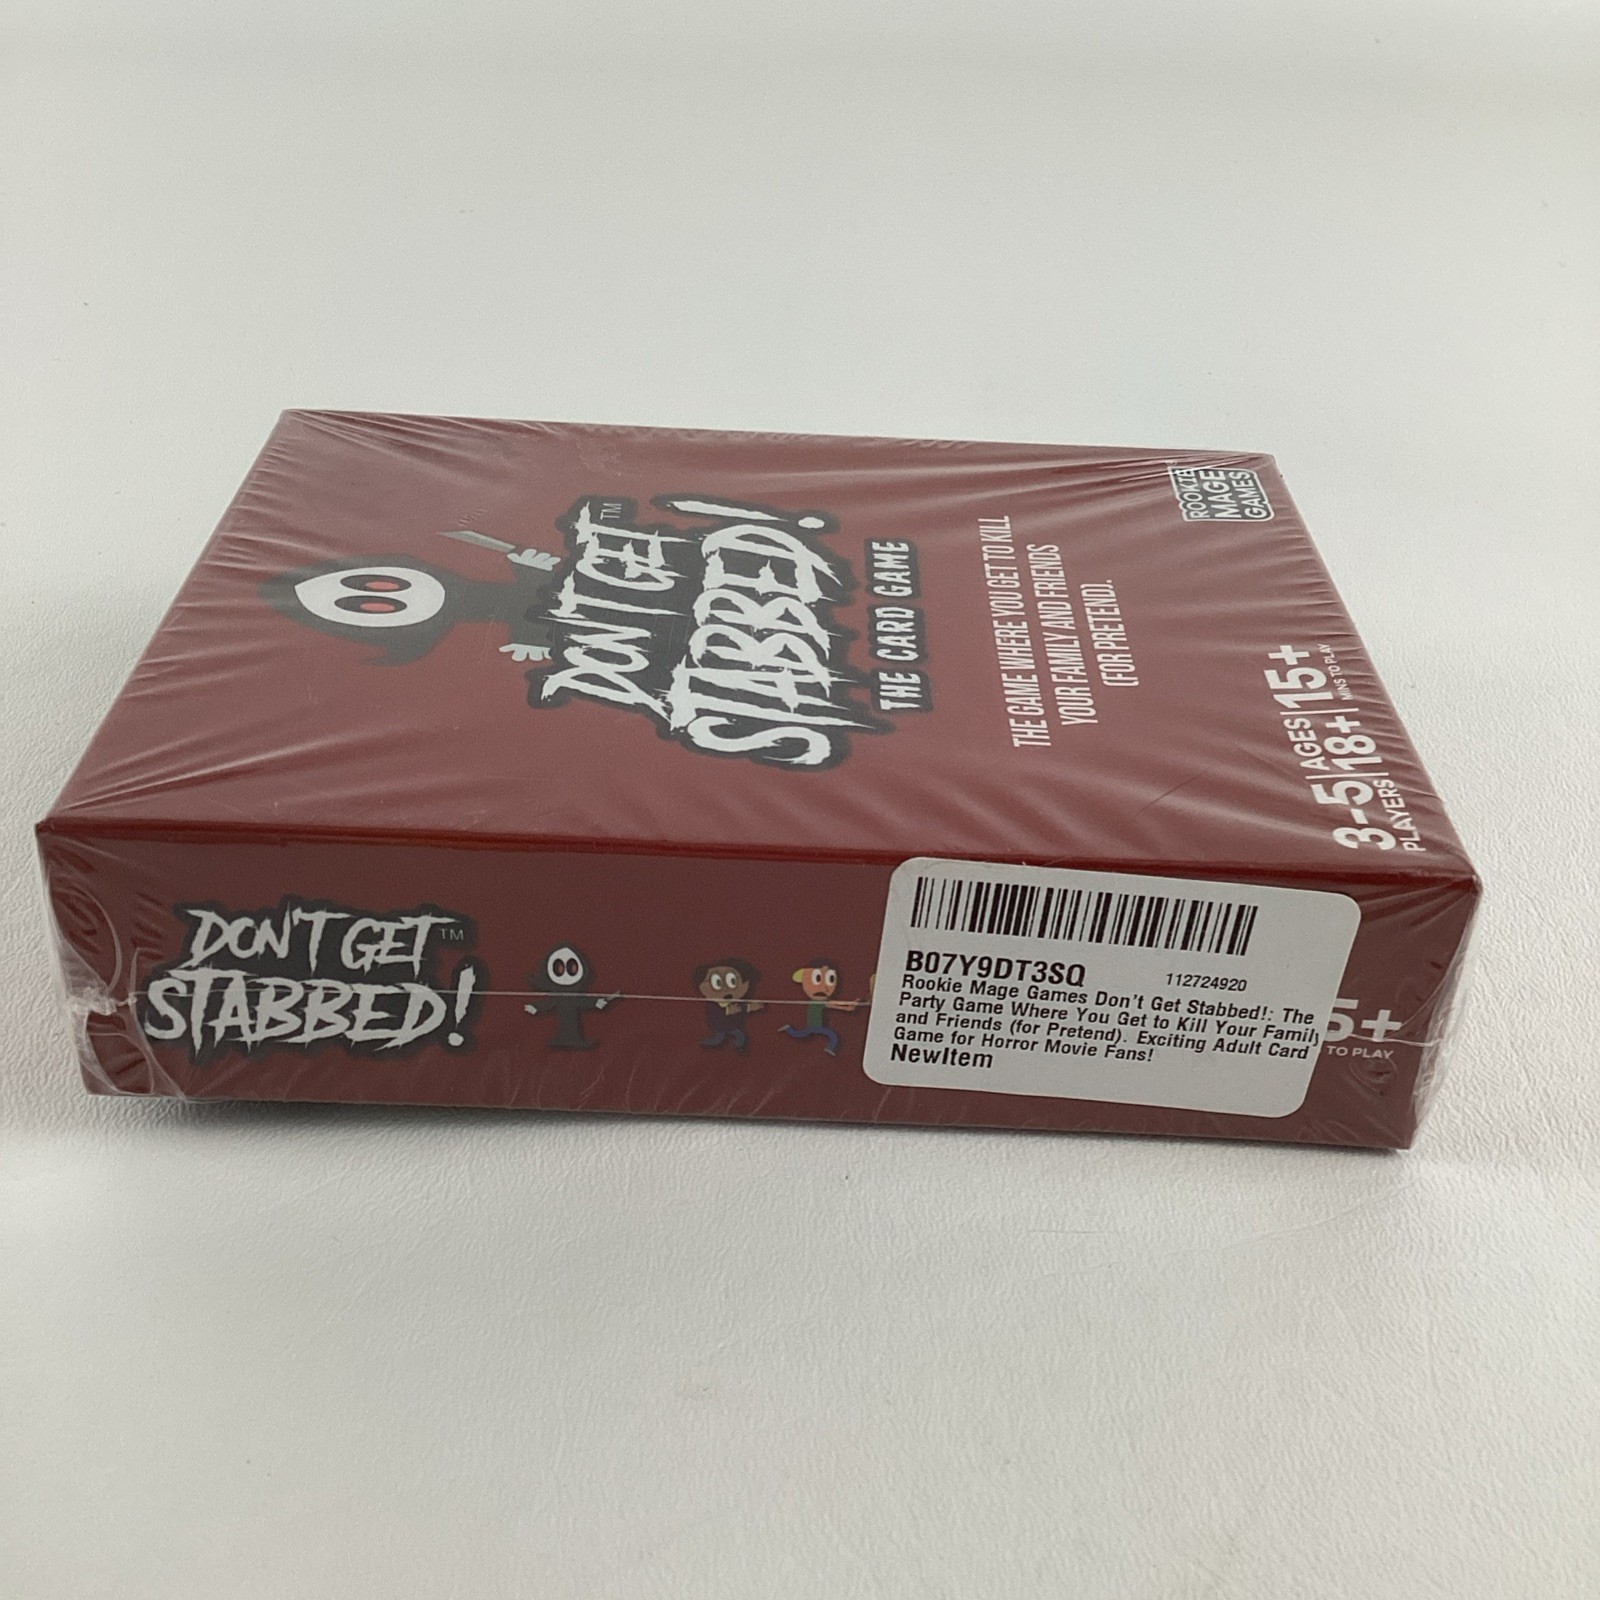 ROOKIE
MAGE
GAMES
DON'T GET™
STABBED!
THE CARD GAME
THE GAME WHERE YOU GET TO KILL
YOUR FAMILY AND FRIENDS
(FOR PRETEND).
3-5 PLAYERS
AGES 18+
15+ MINS TO PLAY
DON'T GET™
STABBED!
5+
TO PLAY
B07Y9DT3SQ 112724920
Rookie Mage Games Don't Get Stabbed!: The
Party Game Where You Get to Kill Your Family
and Friends (for Pretend). Exciting Adult Card
Game for Horror Movie Fans!
NewItem